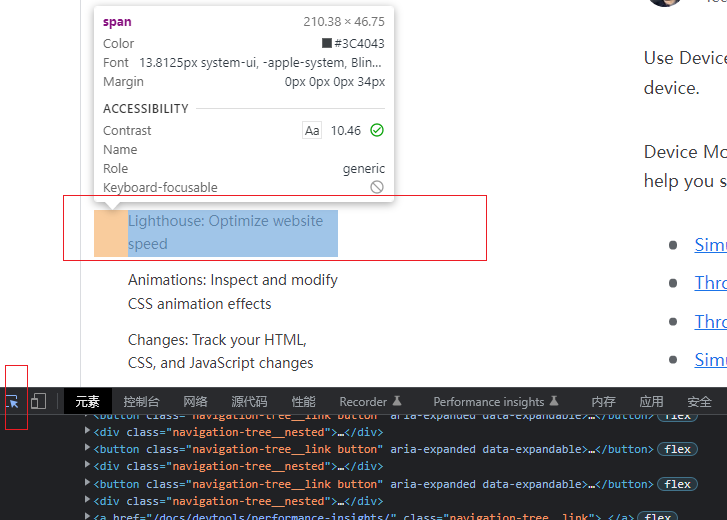 span 210.38 × 46.75
Color #3C4043
Font 13.8125px system-ui, -apple-system, Blin...
Margin 0px 0px 0px 34px
ACCESSIBILITY
Contrast Aa 10.46
Name
Role generic
Keyboard-focusable
Use Device
device.
Device Mo
help you s
Lighthouse: Optimize website
speed
Simu
Animations: Inspect and modify
CSS animation effects
Thro
Thro
Changes: Track your HTML,
CSS, and JavaScript changes
Simu
元素 控制台 网络 源代码 性能 Recorder Performance insights 内存 应用 安全
<button class="navigation-tree__link button" aria-expanded data-expandable>…</button> flex
<div class="navigation-tree__nested">…</div>
<button class="navigation-tree__link button" aria-expanded data-expandable>…</button> flex
<div class="navigation-tree__nested">…</div>
<button class="navigation-tree__link button" aria-expanded data-expandable>…</button> flex
<div class="navigation-tree__nested">…</div>
<a href="/docs/devtools/performance-insights/" class="navigation-tree__link">…</a> flex